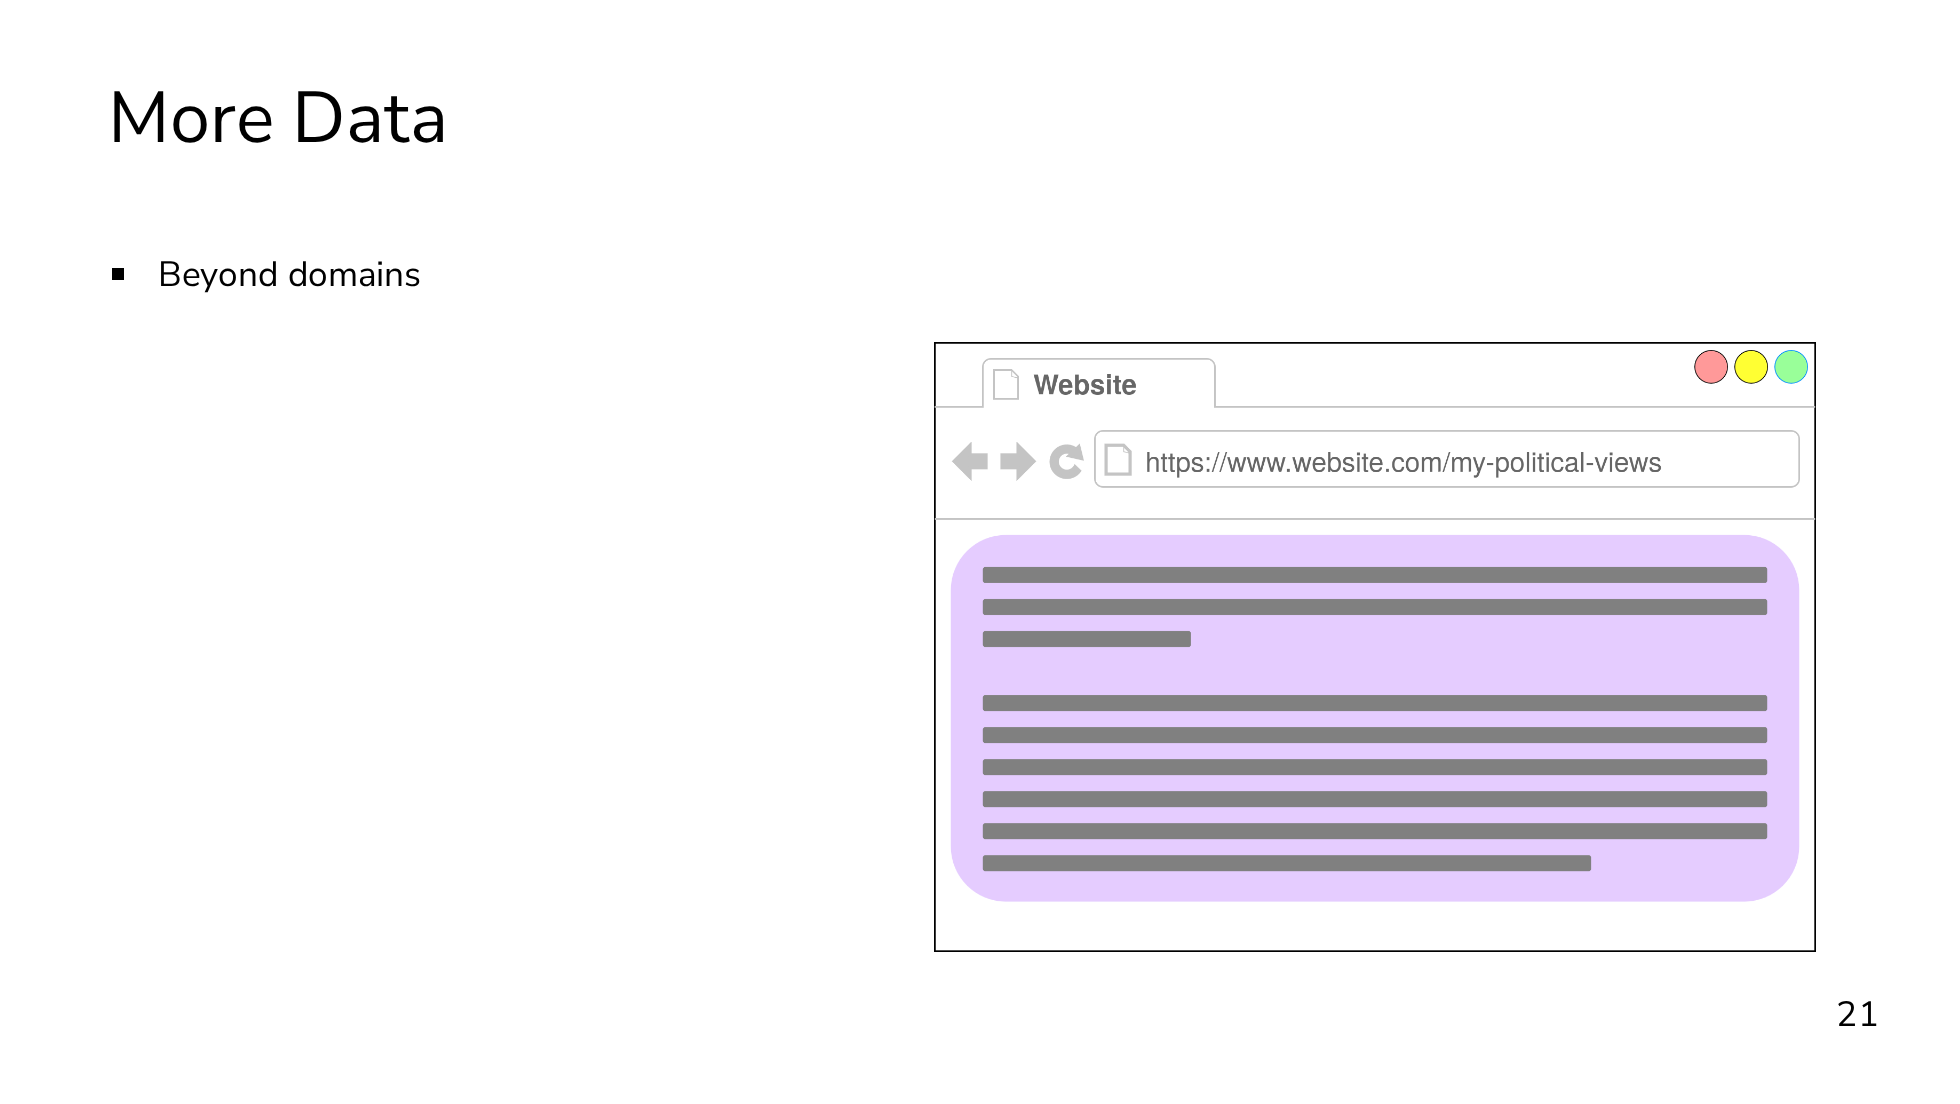 More Data
▪ Beyond domains
Website
https://www.website.com/my-political-views
21